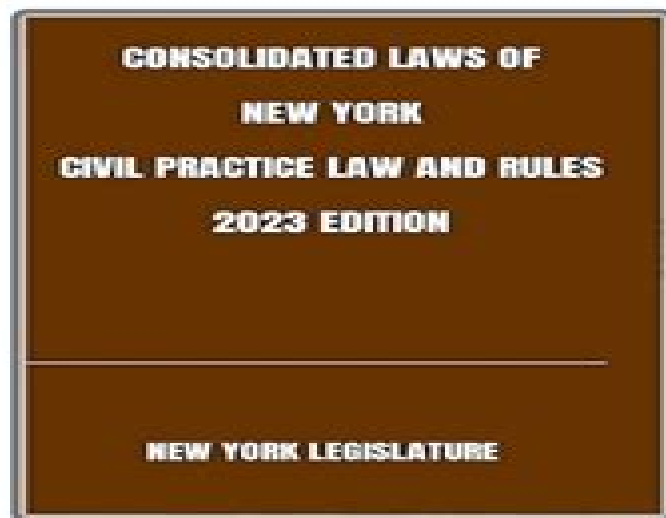 CONSOLIDATED LAWS OF
NEW YORK
CIVIL PRACTICE LAW AND RULES
2023 EDITION
NEW YORK LEGISLATURE